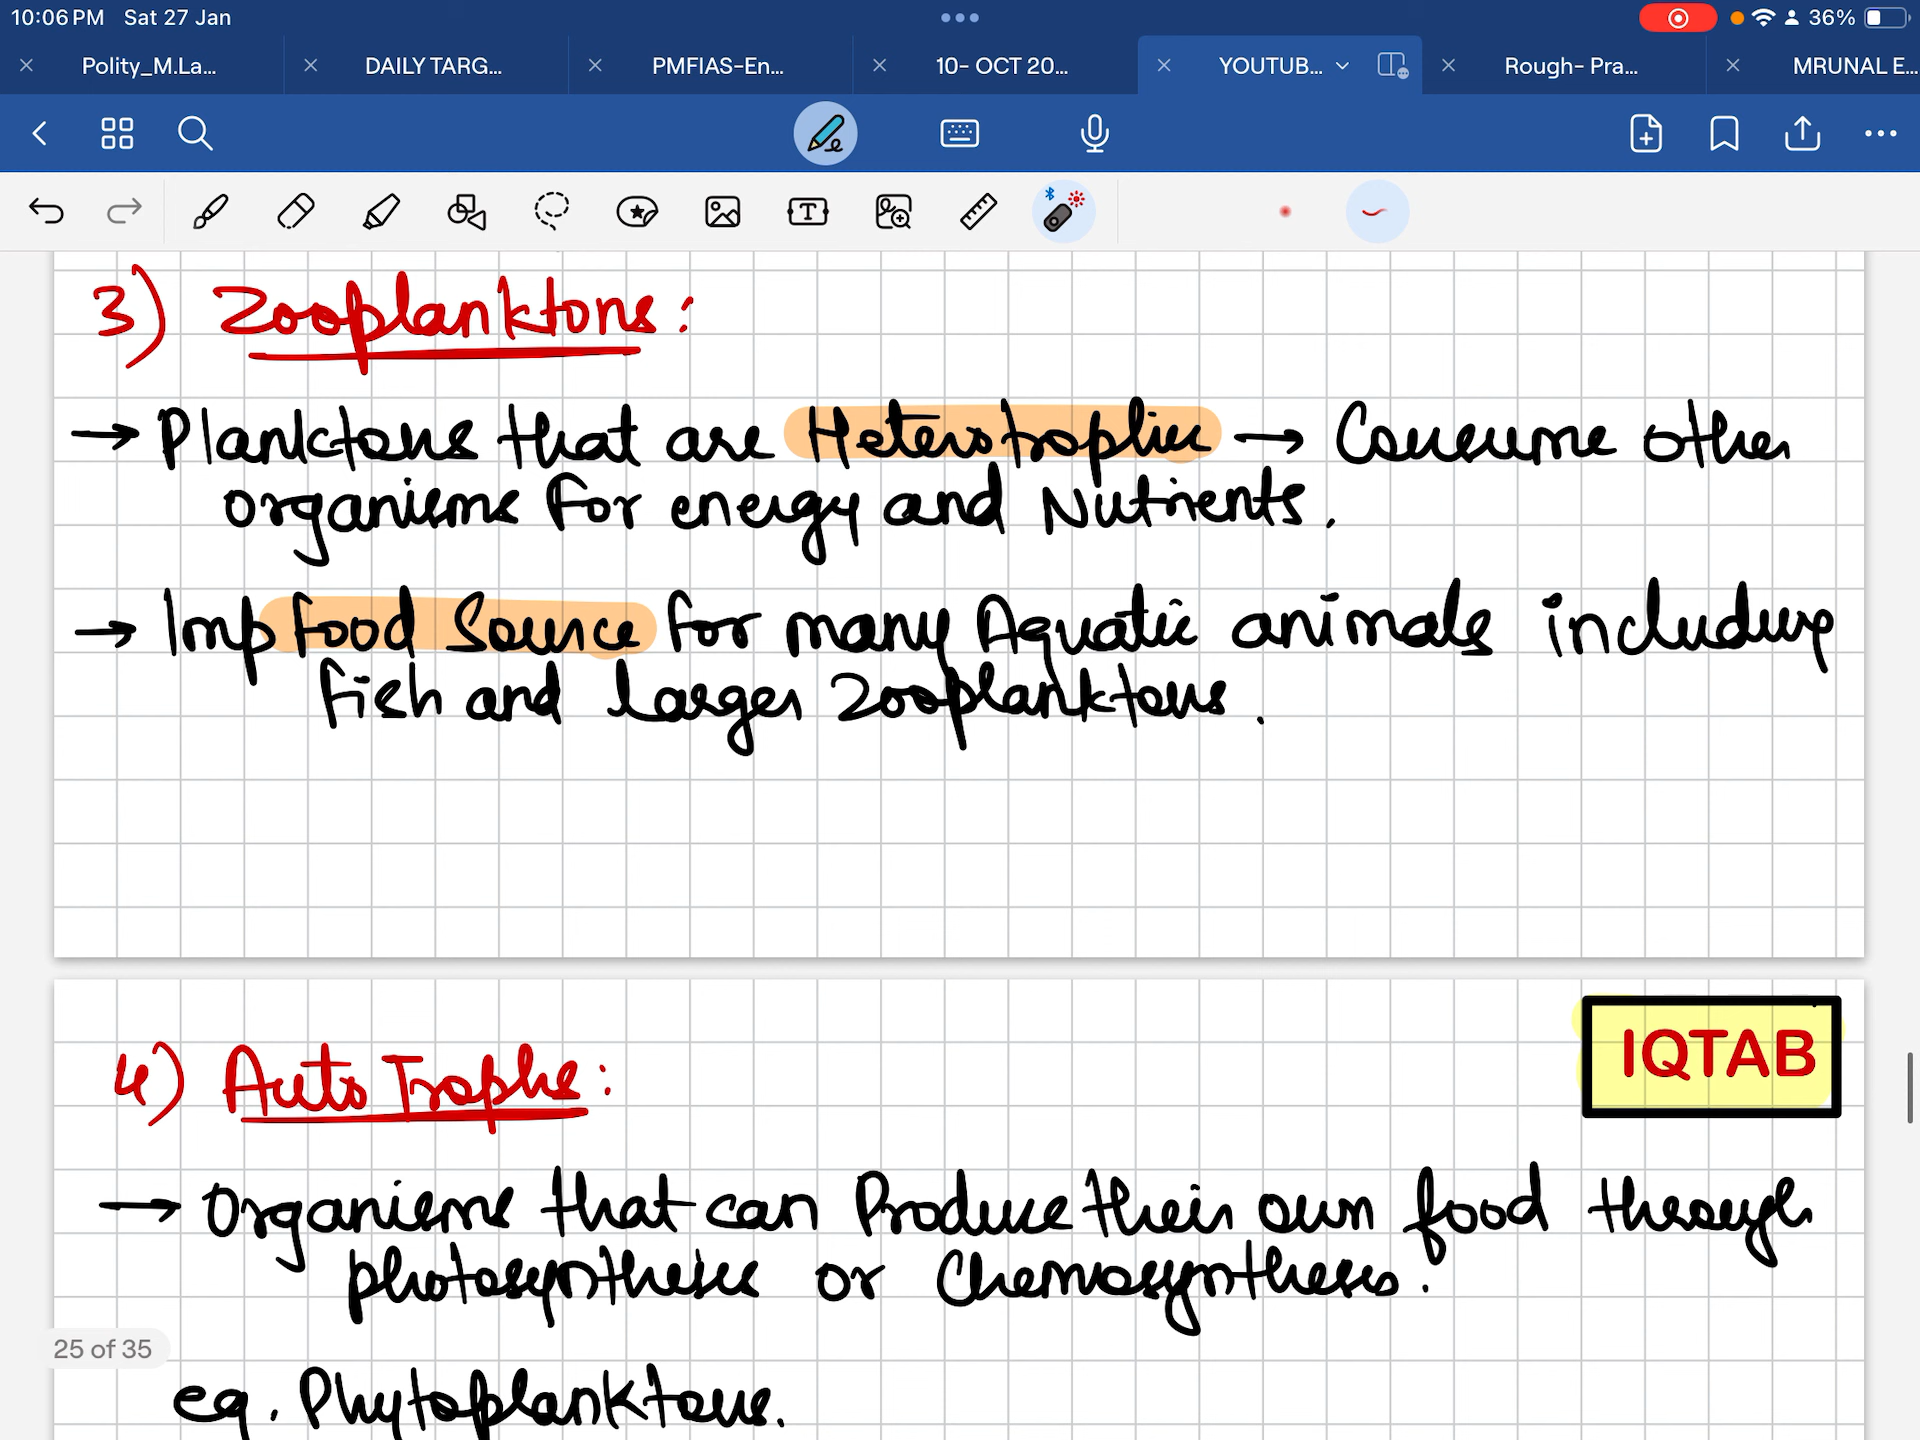 10:06 PM Sat 27 Jan
36%
Polity_M.La...
DAILY TARG...
PMFIAS-En...
10- OCT 20...
YOUTUB...
Rough- Pra...
MRUNAL E...
3) Zooplanktons:
→ Planktons that are Heterotrophic → Consume other
organisms for energy and Nutrients.
→ Imp food Source for many Aquatic animals including
fish and larger Zooplanktons.
IQTAB
4) Auto Trophs:
→ Organisms that can Produce their own food through
photosynthesis or Chemosynthesis.
25 of 35
eg. Phytoplanktons.